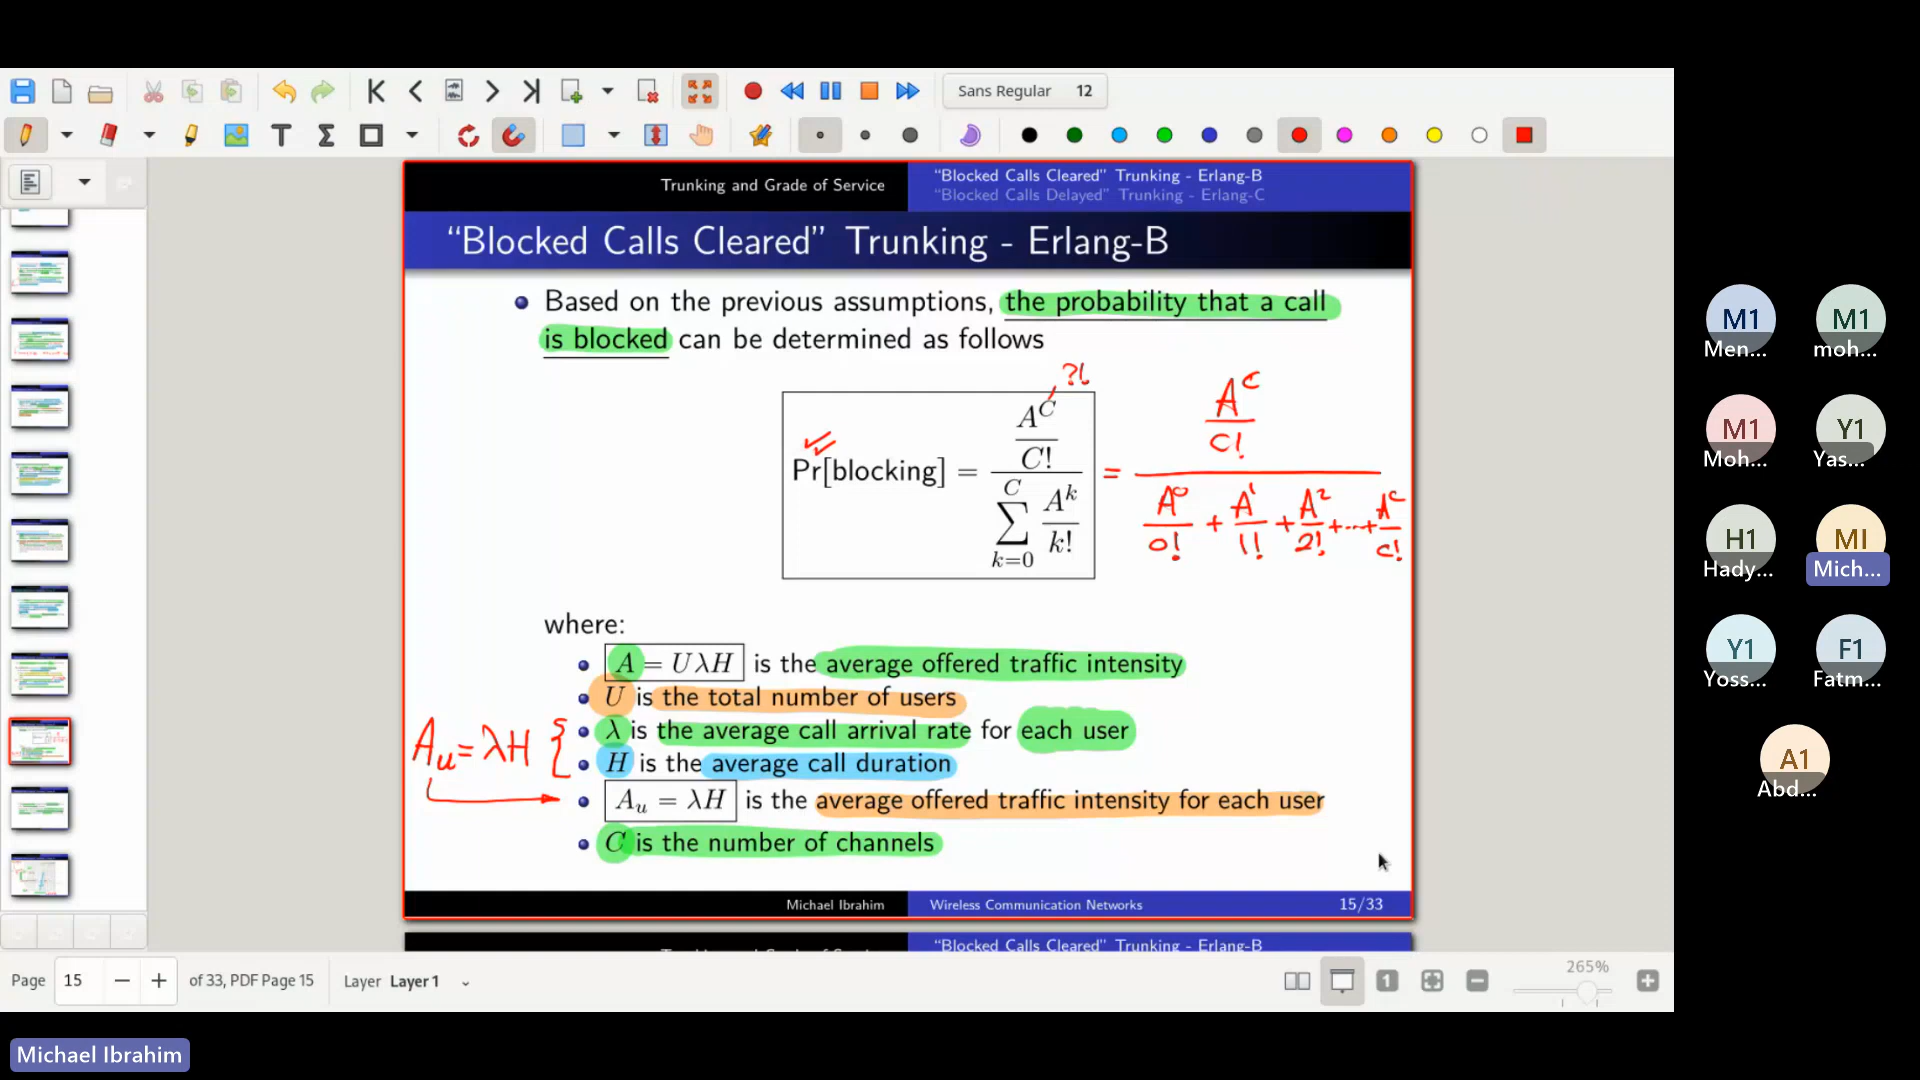 Sans Regular 12
Trunking and Grade of Service
“Blocked Calls Cleared” Trunking - Erlang-B
“Blocked Calls Delayed” Trunking - Erlang-C
“Blocked Calls Cleared” Trunking - Erlang-B
Based on the previous assumptions, the probability that a call
is blocked can be determined as follows
?!
Pr[blocking] = (A^C / C!) / (∑_{k=0}^{C} A^k / k!) = (A^C / C!) / (A^0 / 0! + A^1 / 1! + A^2 / 2! + ... + A^C / C!)
where:
A = UλH is the average offered traffic intensity
U is the total number of users
λ is the average call arrival rate for each user
A_u = λH {
H is the average call duration
A_u = λH is the average offered traffic intensity for each user
C is the number of channels
Michael Ibrahim
Wireless Communication Networks
15/33
“Blocked Calls Cleared” Trunking - Erlang-B
Page 15 of 33, PDF Page 15
Layer Layer 1
265%
Michael Ibrahim
M1
Men...
M1
moh...
M1
Moh...
Y1
Yas...
H1
Hady...
MI
Mich...
Y1
Yoss...
F1
Fatm...
A1
Abd...